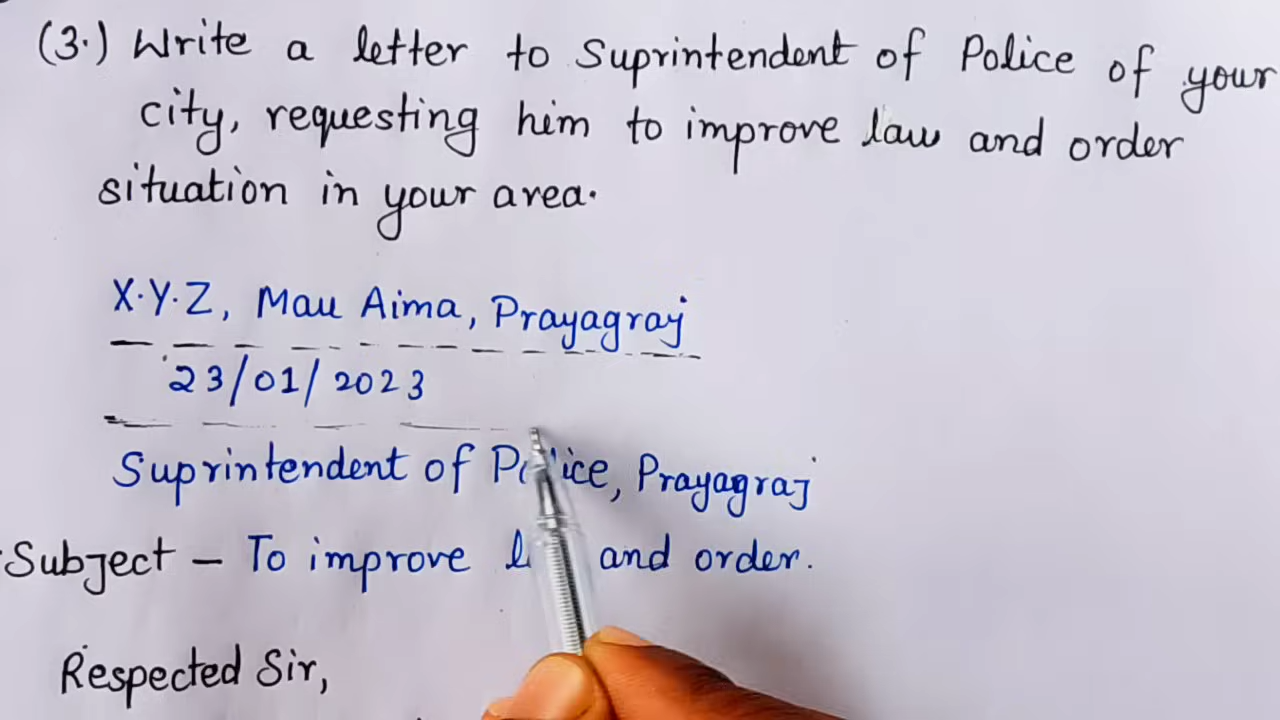 (3.) Write a letter to Suprintendent of Police of your
city, requesting him to improve law and order
situation in your area.
X.Y.Z, Mau Aima, Prayagraj
23/01/2023
Suprintendent of Police, Prayagraj
Subject – To improve and order.
Respected Sir,